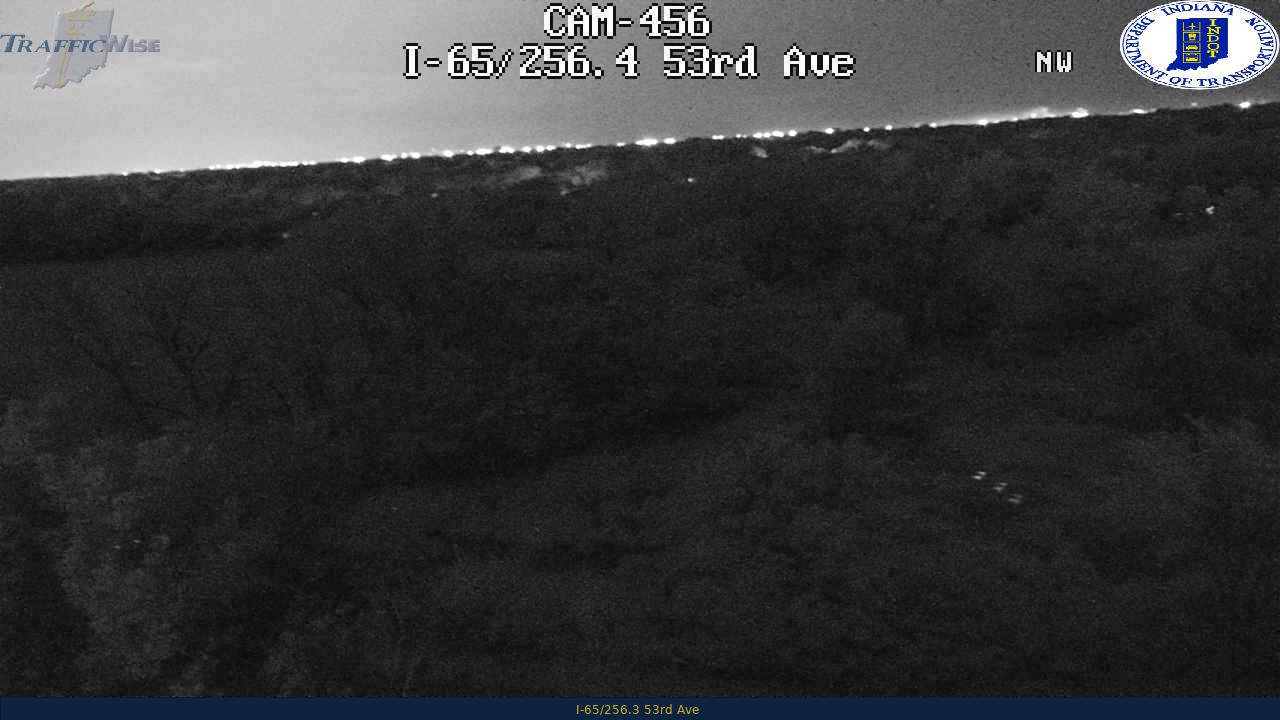 CAM-456
I-65/256.4 53rd Ave
NW
TRAFFICWISE
INDIANA
DEPARTMENT OF TRANSPORTATION
INDOT
I-65/256.3 53rd Ave